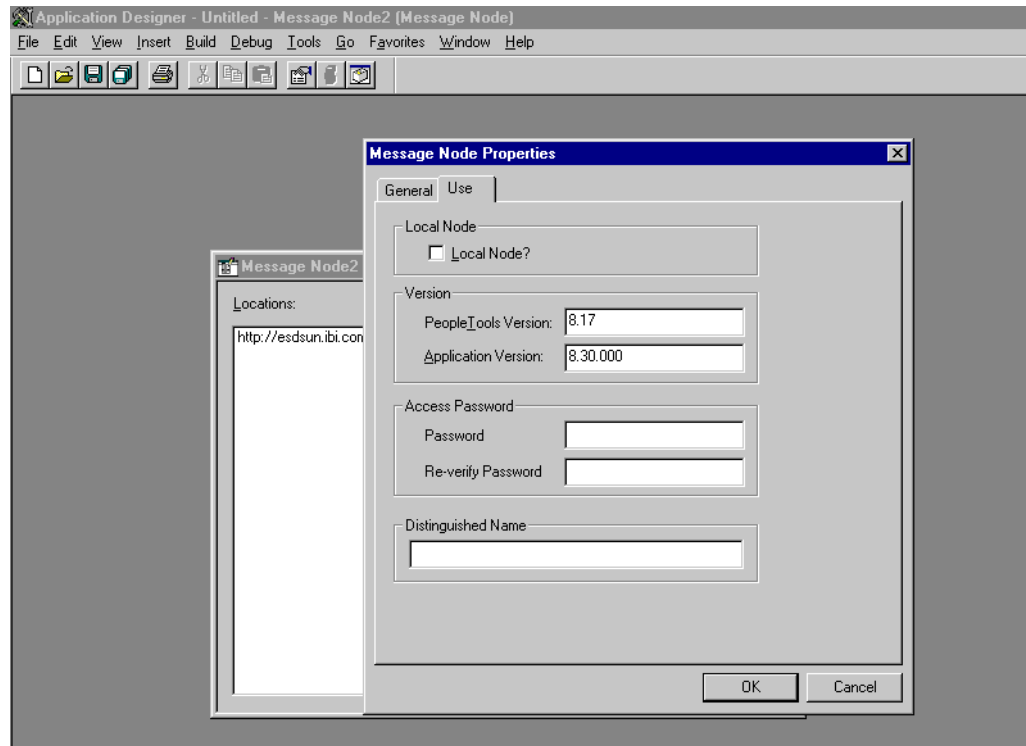 Application Designer - Untitled - Message Node2 (Message Node)
File Edit View Insert Build Debug Tools Go Favorites Window Help
Message Node Properties
General Use
Local Node
Local Node?
Message Node2
Version
Locations:
PeopleTools Version: 8.17
http://esdsun.ibi.com
Application Version: 8.30.000
Access Password
Password
Re-verify Password
Distinguished Name
OK Cancel